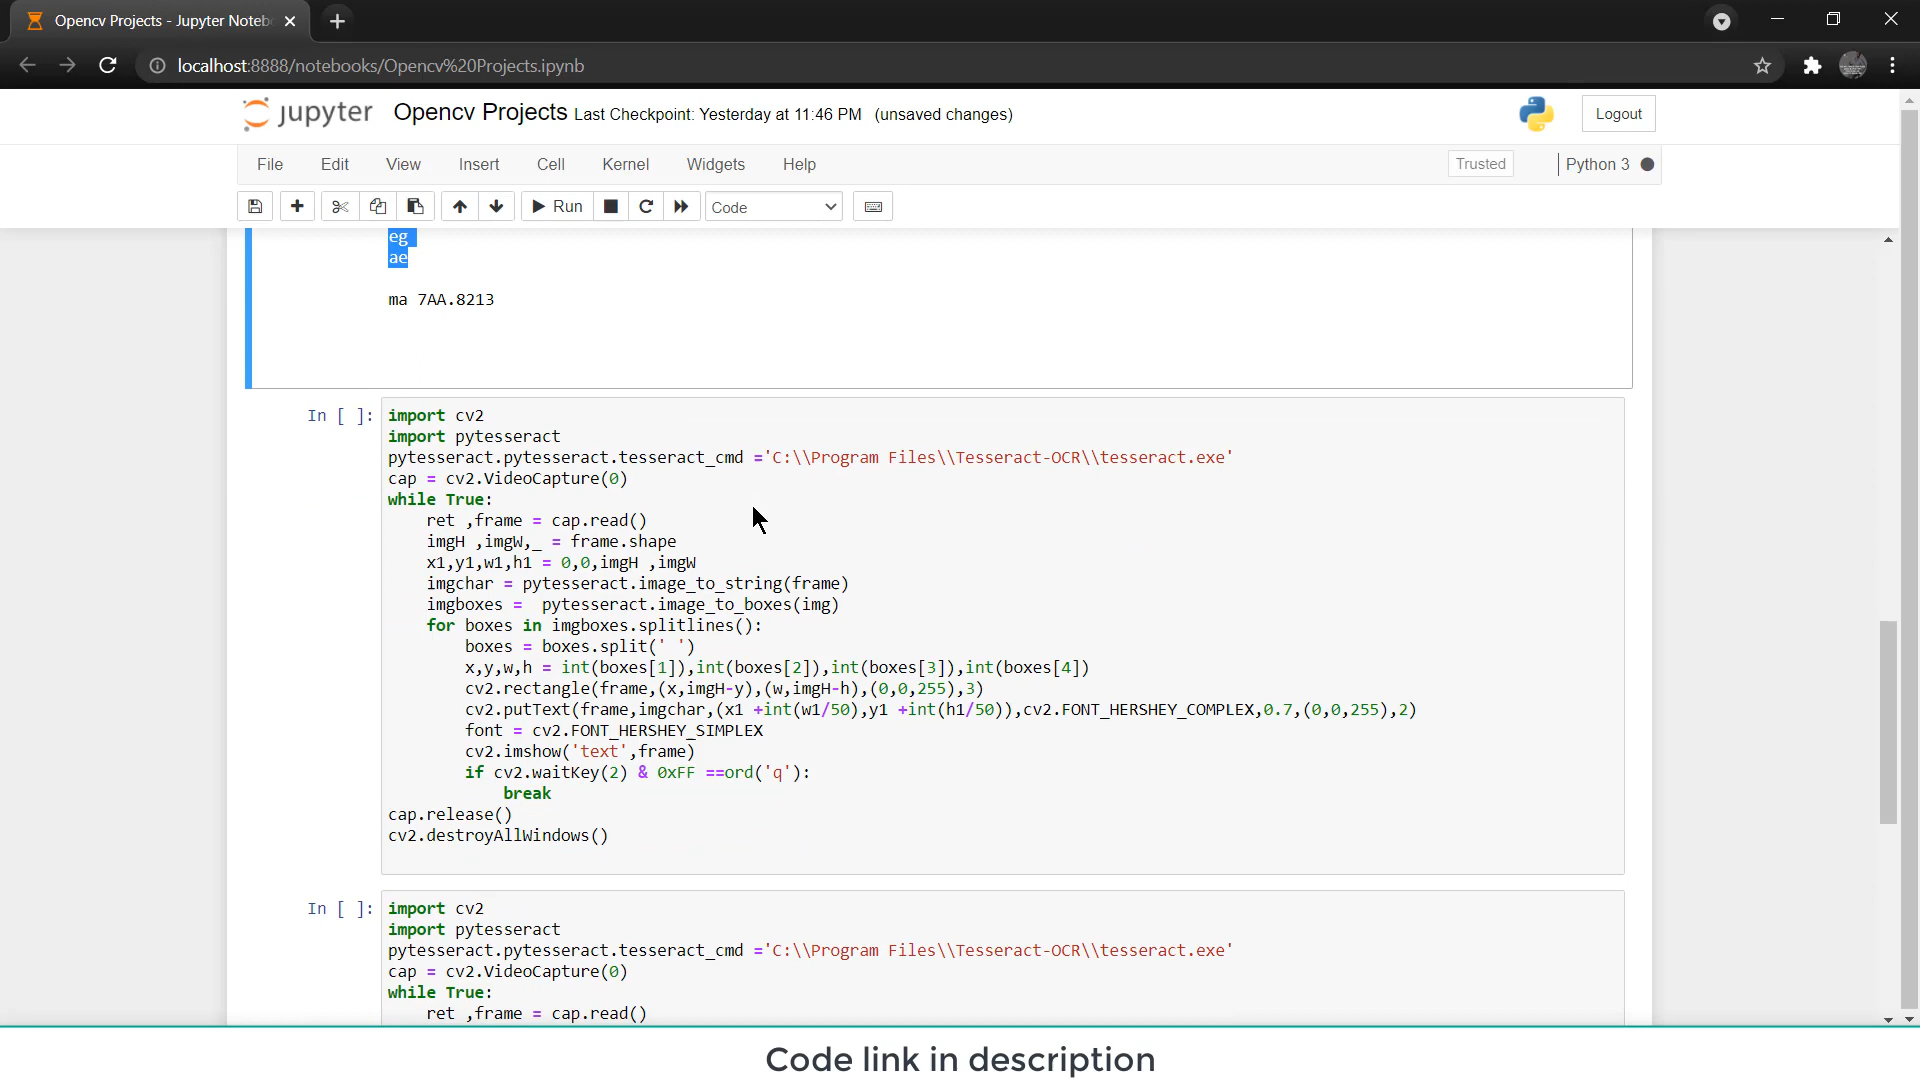 Opencv Projects - Jupyter Noteb
localhost:8888/notebooks/Opencv%20Projects.ipynb
jupyter Opencv Projects Last Checkpoint: Yesterday at 11:46 PM (unsaved changes)
Logout
File Edit View Insert Cell Kernel Widgets Help Trusted Python 3
Run Code
eg
ae
ma 7AA.8213
In [ ]: import cv2
import pytesseract
pytesseract.pytesseract.tesseract_cmd ='C:\\Program Files\\Tesseract-OCR\\tesseract.exe'
cap = cv2.VideoCapture(0)
while True:
    ret ,frame = cap.read()
    imgH ,imgW,_ = frame.shape
    x1,y1,w1,h1 = 0,0,imgH ,imgW
    imgchar = pytesseract.image_to_string(frame)
    imgboxes =  pytesseract.image_to_boxes(img)
    for boxes in imgboxes.splitlines():
        boxes = boxes.split(' ')
        x,y,w,h = int(boxes[1]),int(boxes[2]),int(boxes[3]),int(boxes[4])
        cv2.rectangle(frame,(x,imgH-y),(w,imgH-h),(0,0,255),3)
        cv2.putText(frame,imgchar,(x1 +int(w1/50),y1 +int(h1/50)),cv2.FONT_HERSHEY_COMPLEX,0.7,(0,0,255),2)
        font = cv2.FONT_HERSHEY_SIMPLEX
        cv2.imshow('text',frame)
        if cv2.waitKey(2) & 0xFF ==ord('q'):
            break
cap.release()
cv2.destroyAllWindows()
In [ ]: import cv2
import pytesseract
pytesseract.pytesseract.tesseract_cmd ='C:\\Program Files\\Tesseract-OCR\\tesseract.exe'
cap = cv2.VideoCapture(0)
while True:
    ret ,frame = cap.read()
Code link in description